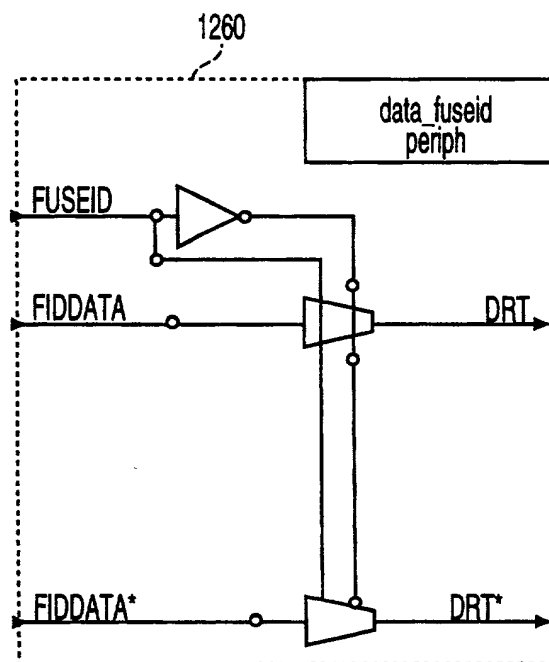 1260
data_fuseid
periph
FUSEID
FIDDATA
DRT
FIDDATA*
DRT*